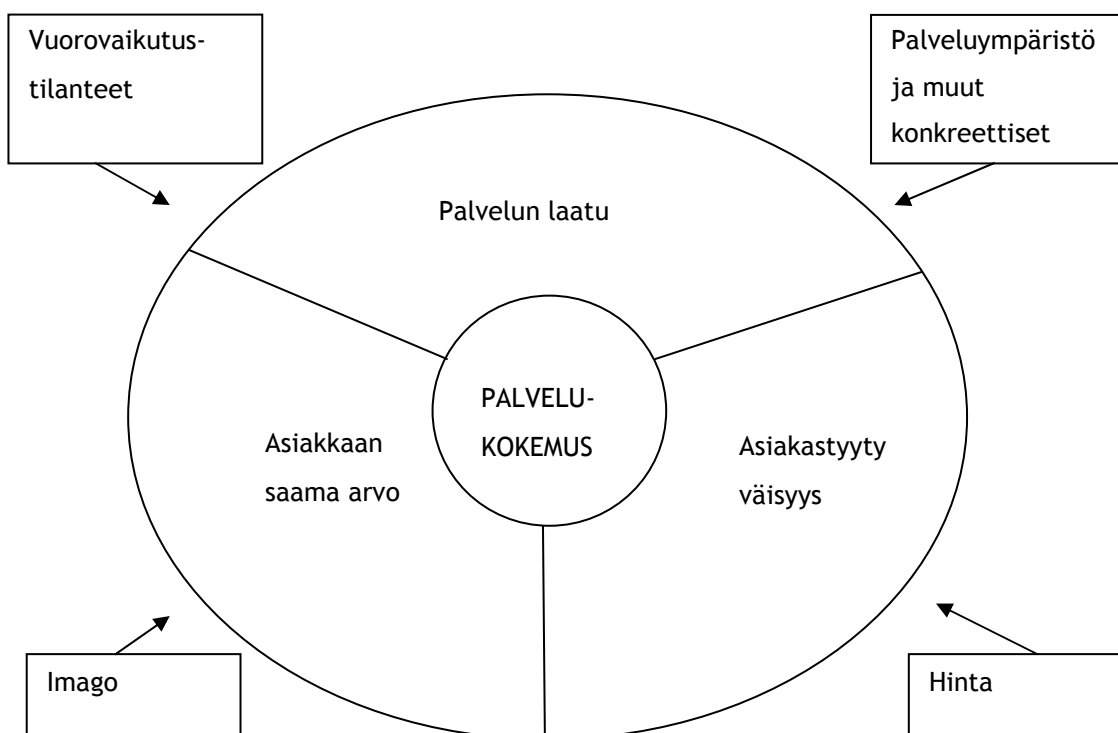 Vuorovaikutus-
tilanteet
Palveluympäristö
ja muut
konkreettiset
Palvelun laatu
PALVELU-
KOKEMUS
Asiakkaan
saama arvo
Asiakastyyty
väisyys
Imago
Hinta